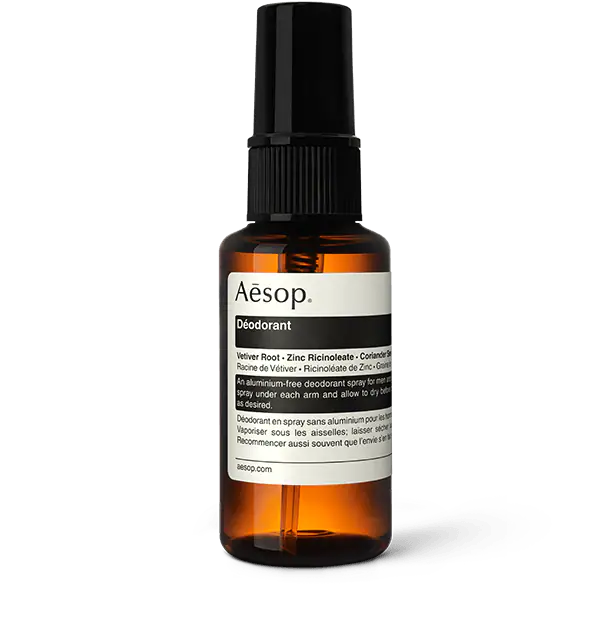 Aēsop®
Déodorant
Vetiver Root • Zinc Ricinoleate • Coriander
Racine de Vétiver • Ricinoléate de Zinc •
An aluminium-free deodorant spray for men
spray under each arm and allow to dry
as desired.
Déodorant en spray sans aluminium pour les
Vaporiser sous les aisselles; laisser sécher
Recommencer aussi souvent que l'envie s'en
aesop.com